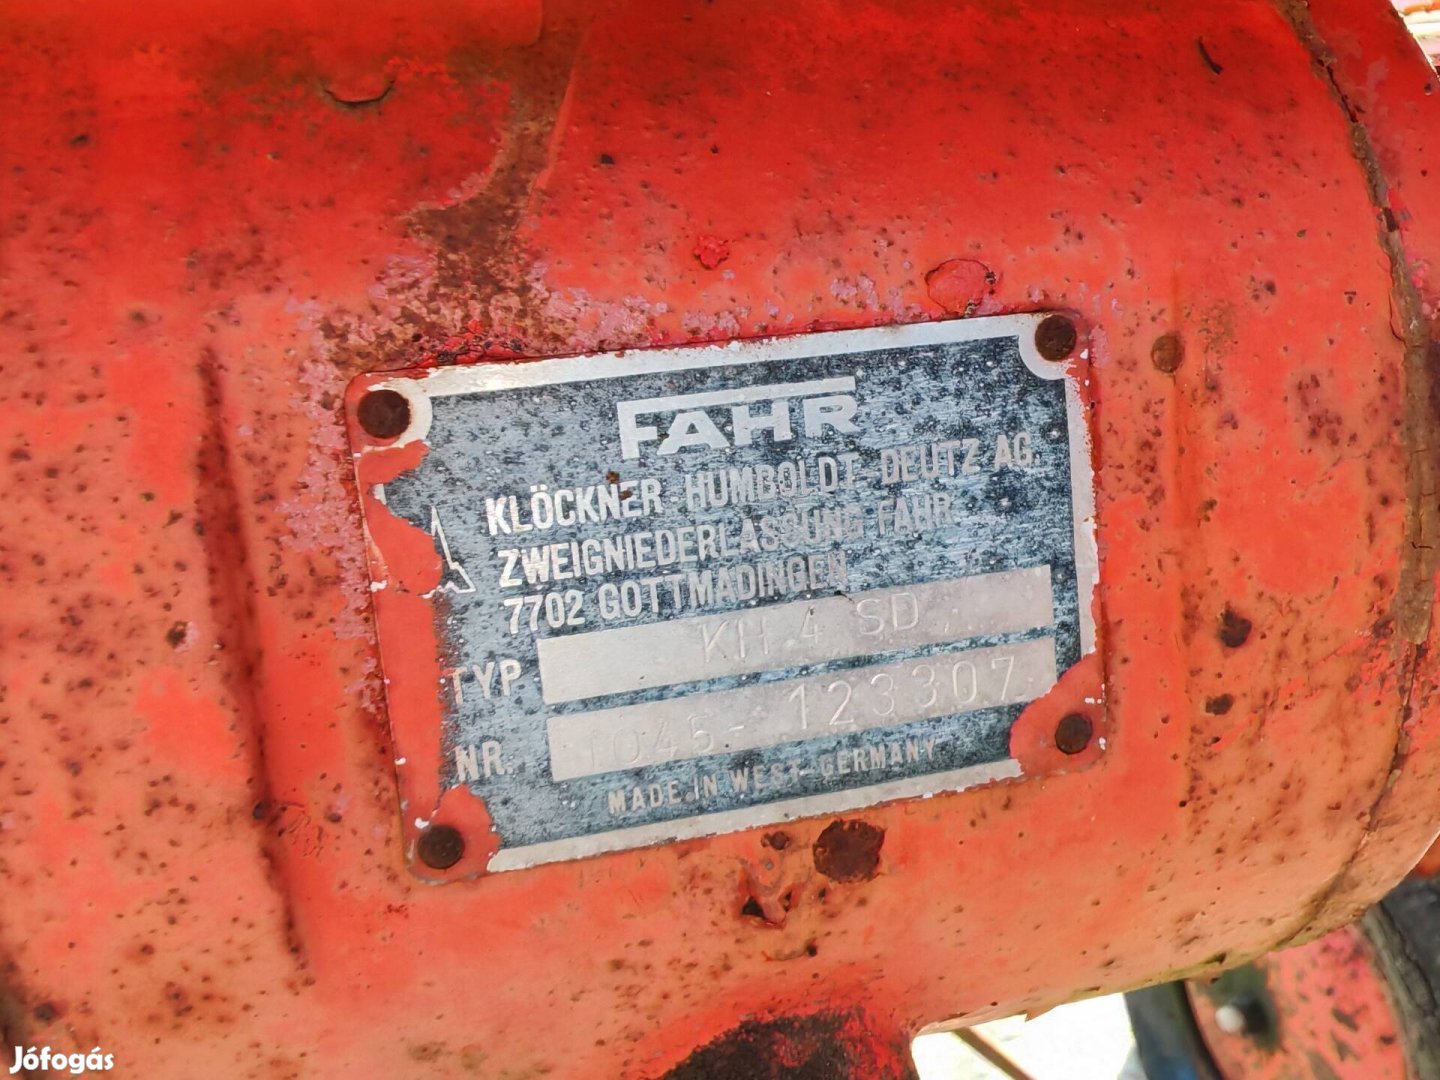 FAHR
KLÖCKNER-HUMBOLDT-DEUTZ AG.
ZWEIGNIEDERLASSUNG FAHR
7702 GOTTMADINGEN
TYP KH 4 SD
NR. 1045- 123307
MADE IN WEST-GERMANY
Jófogás